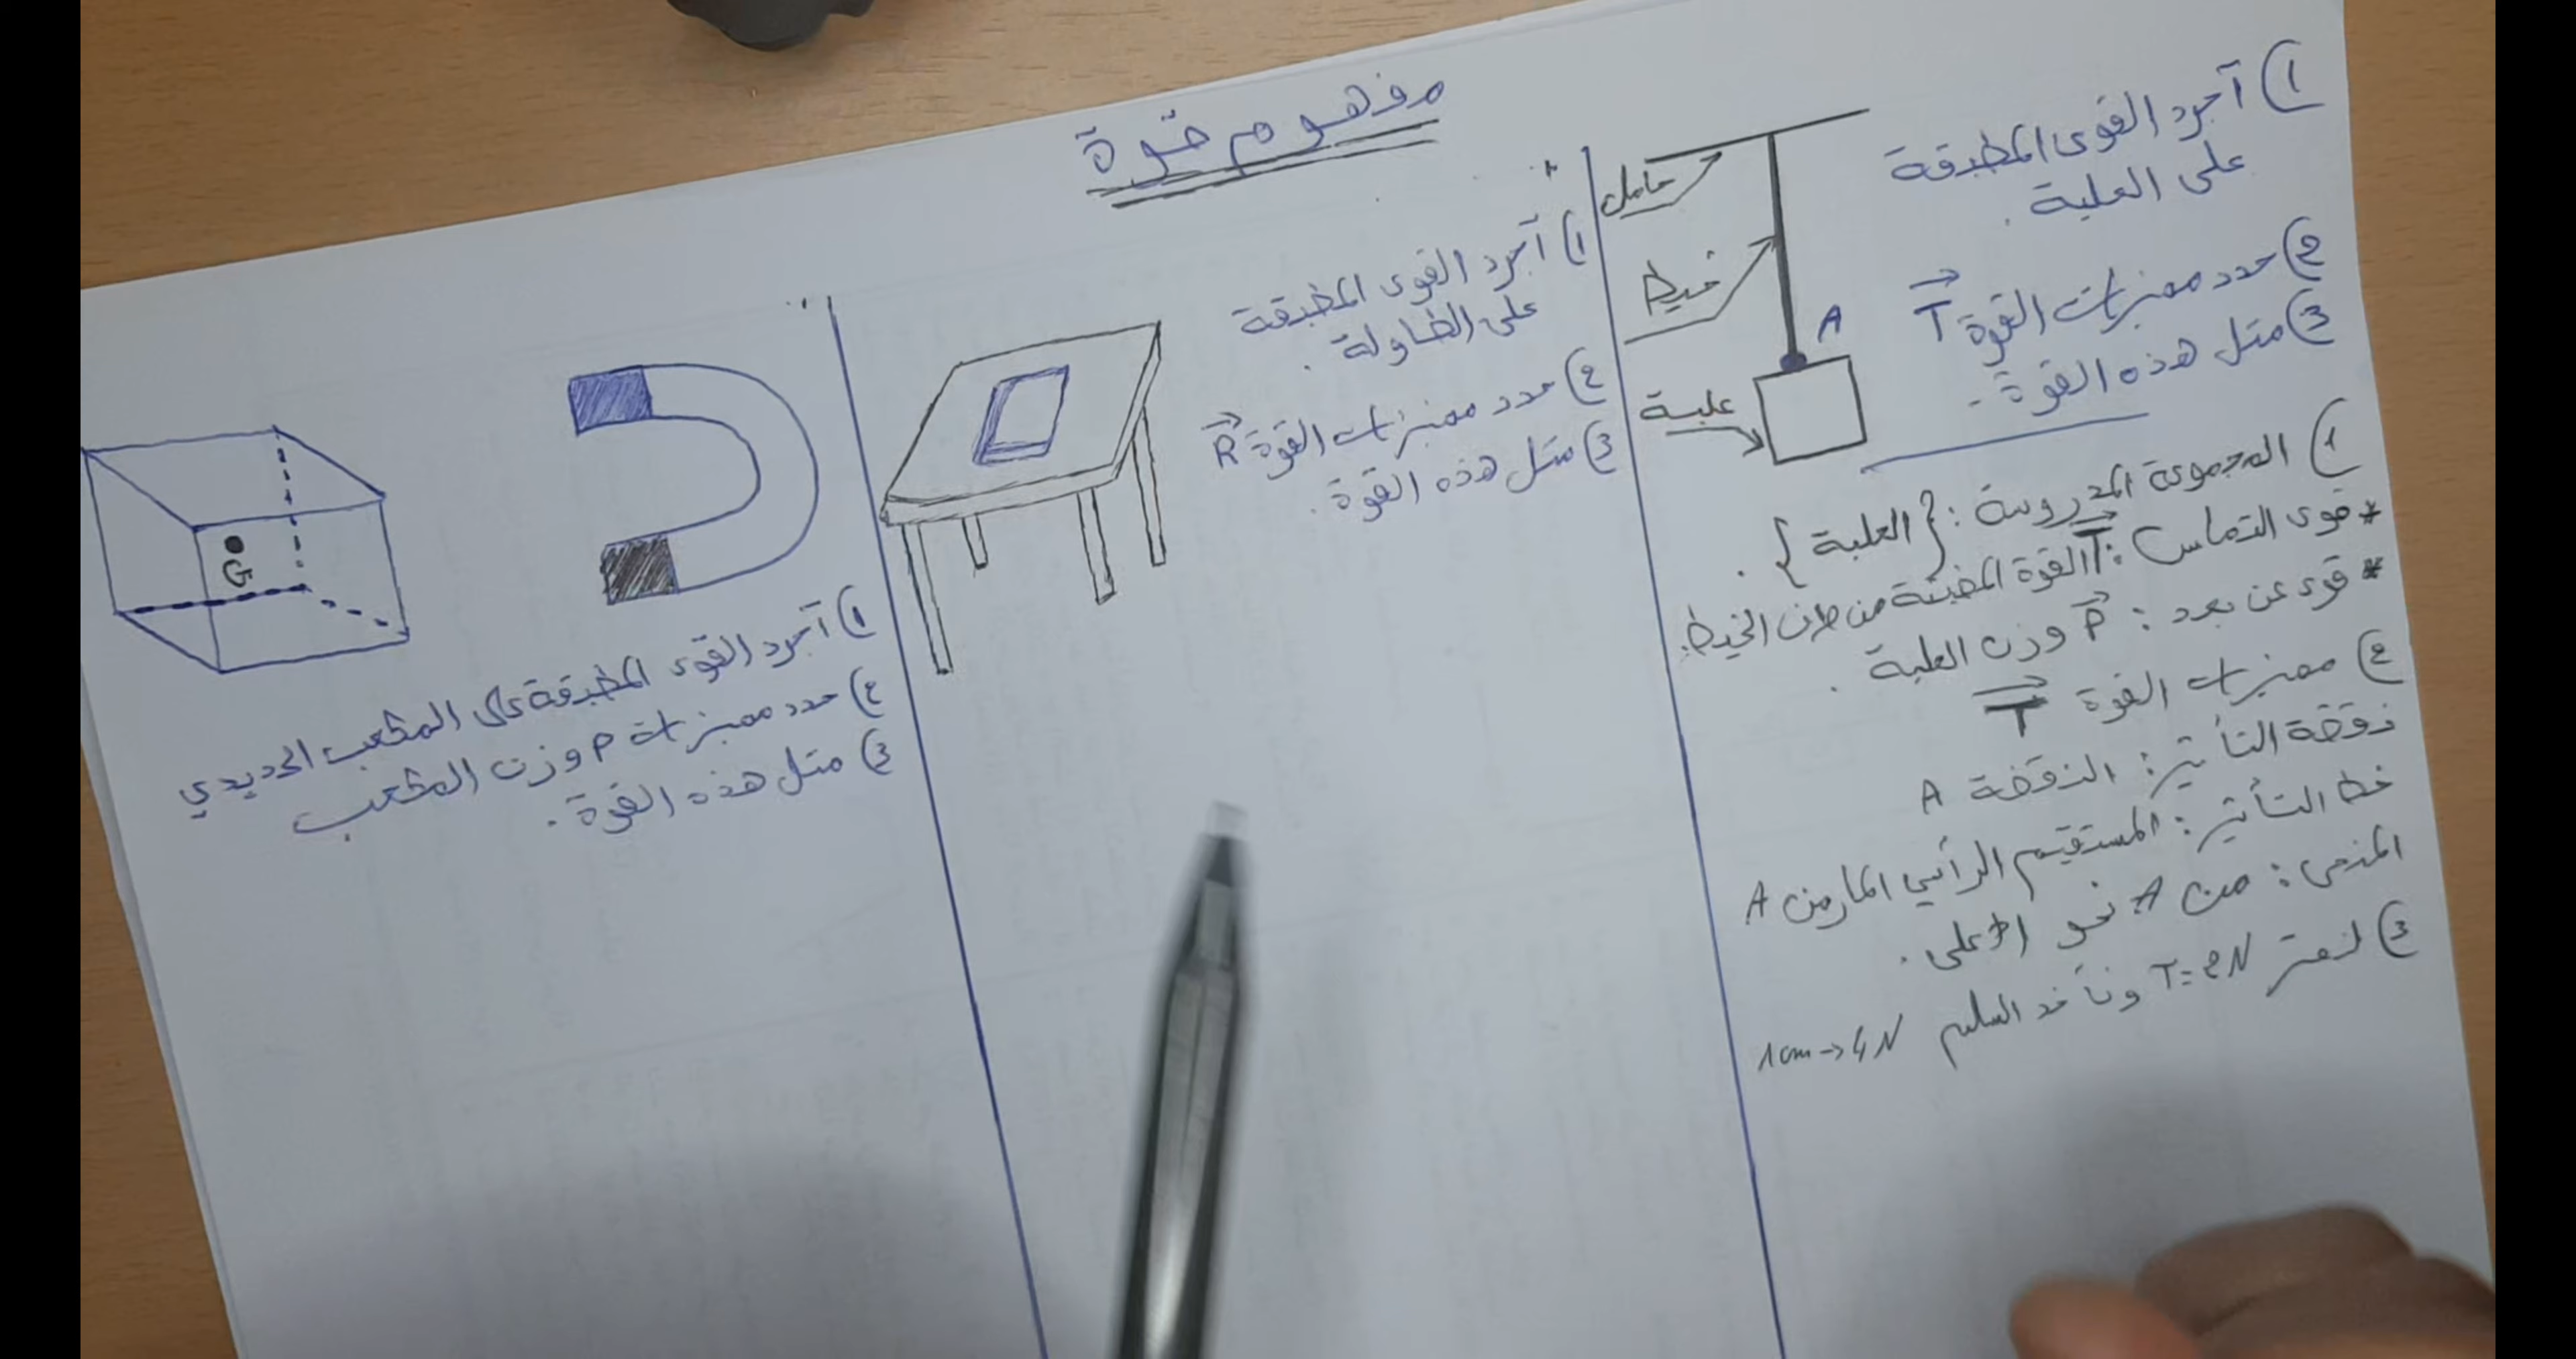 مفهوم قوة
1) أجرد القوى المطبقة
على العلبة.
2) حدد مميزات القوة T
3) مثل هذه القوة.
حامل
خيط
A
علبة
1) المجموعة المدروسة: {العلبة}.
* قوى التماس: T القوة المطبقة من طرف الخيط.
* قوى عن بعد: P وزن العلبة.
2) مميزات القوة T
نقطة التأثير: النقطة A
خط التأثير: المستقيم الرأسي المار من A
المنحى: من A نحو الأعلى.
3) نعتبر T=2N ونأخذ السلم 1cm→4N
1) أجرد القوى المطبقة
على الطاولة.
2) حدد مميزات القوة R
3) مثل هذه القوة.
G
1) أجرد القوى المطبقة على المكعب الحديدي
2) حدد مميزات P وزن المكعب
3) مثل هذه القوة.